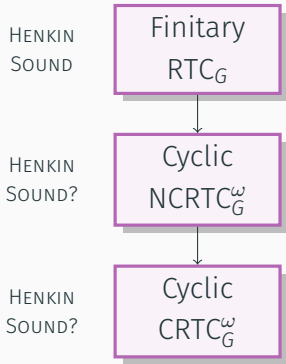 HENKIN
SOUND
Finitary
RTC_G
HENKIN
SOUND?
Cyclic
NCRTC^ω_G
HENKIN
SOUND?
Cyclic
CRTC^ω_G